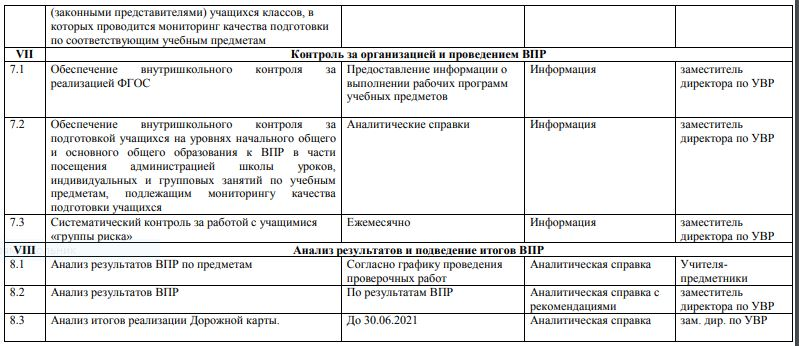 (законными представителями) учащихся классов, в
которых проводится мониторинг качества подготовки
по соответствующим учебным предметам
VII Контроль за организацией и проведением ВПР
7.1 Обеспечение внутришкольного контроля за Предоставление информации о Информация заместитель
реализацией ФГОС выполнении рабочих программ директора по УВР
учебных предметов
7.2 Обеспечение внутришкольного контроля за Аналитические справки Информация заместитель
подготовкой учащихся на уровнях начального общего директора по УВР
и основного общего образования к ВПР в части
посещения администрацией школы уроков,
индивидуальных и групповых занятий по учебным
предметам, подлежащим мониторингу качества
подготовки учащихся
7.3 Систематический контроль за работой с учащимися Ежемесячно Информация заместитель
«группы риска» директора по УВР
VIII Анализ результатов и подведение итогов ВПР
8.1 Анализ результатов ВПР по предметам Согласно графику проведения Аналитическая справка Учителя-
проверочных работ предметники
8.2 Анализ результатов ВПР По результатам ВПР Аналитическая справка с заместитель
рекомендациями директора по УВР
8.3 Анализ итогов реализации Дорожной карты. До 30.06.2021 Аналитическая справка зам. дир. по УВР